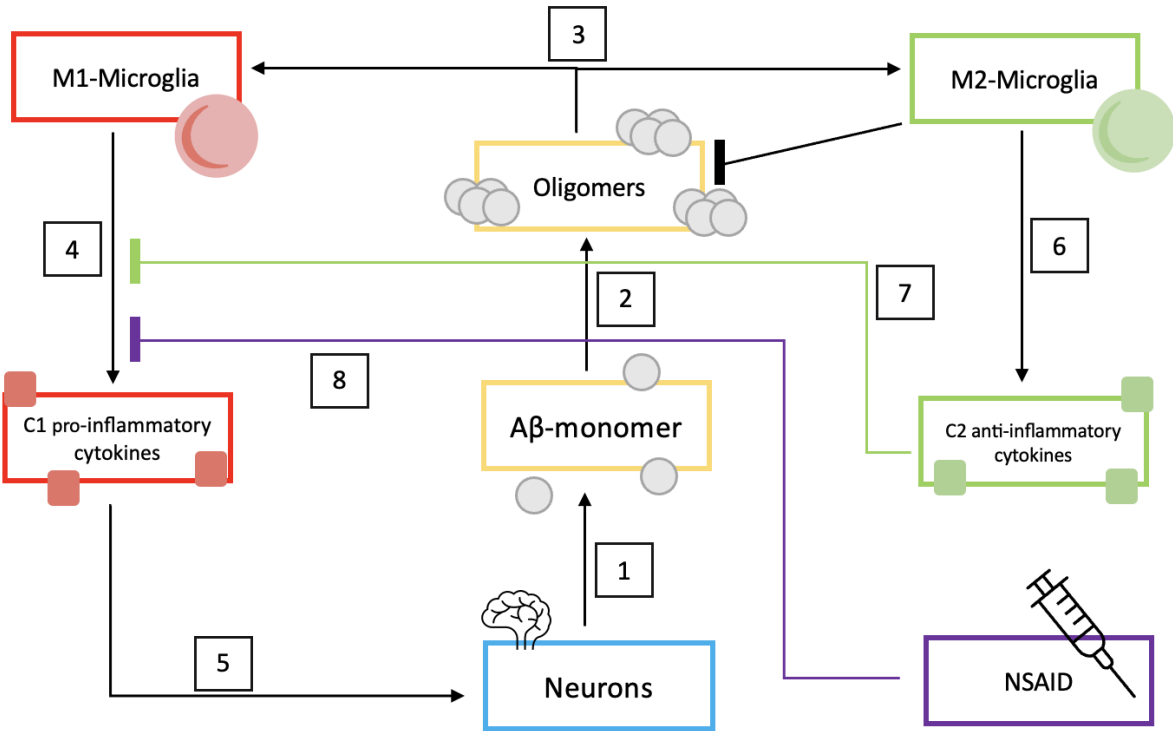 3
M1-Microglia
M2-Microglia
Oligomers
4
6
2
7
8
C1 pro-inflammatory
cytokines
Aβ-monomer
C2 anti-inflammatory
cytokines
1
5
Neurons
NSAID